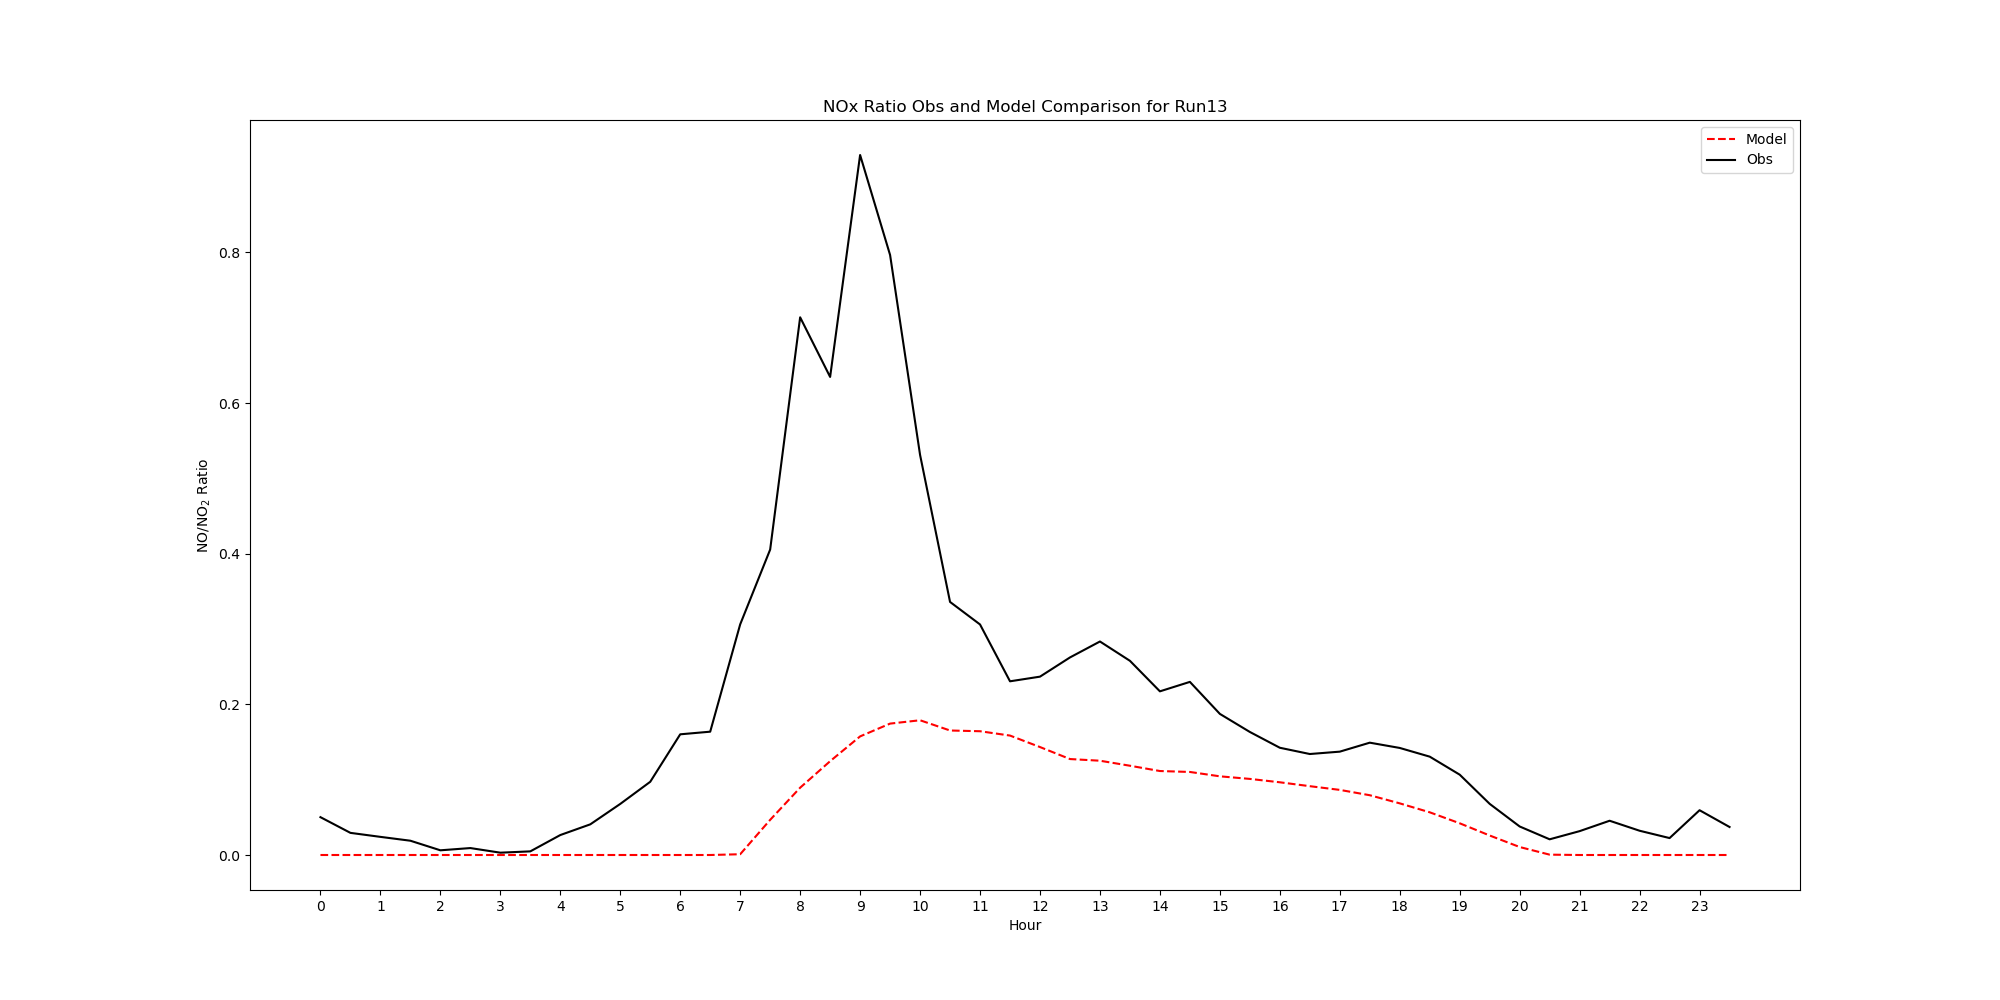 NOx Ratio Obs and Model Comparison for Run13
Model
Obs
NO/NO₂ Ratio
0.8
0.6
0.4
0.2
0.0
0 1 2 3 4 5 6 7 8 9 10 11 12 13 14 15 16 17 18 19 20 21 22 23
Hour